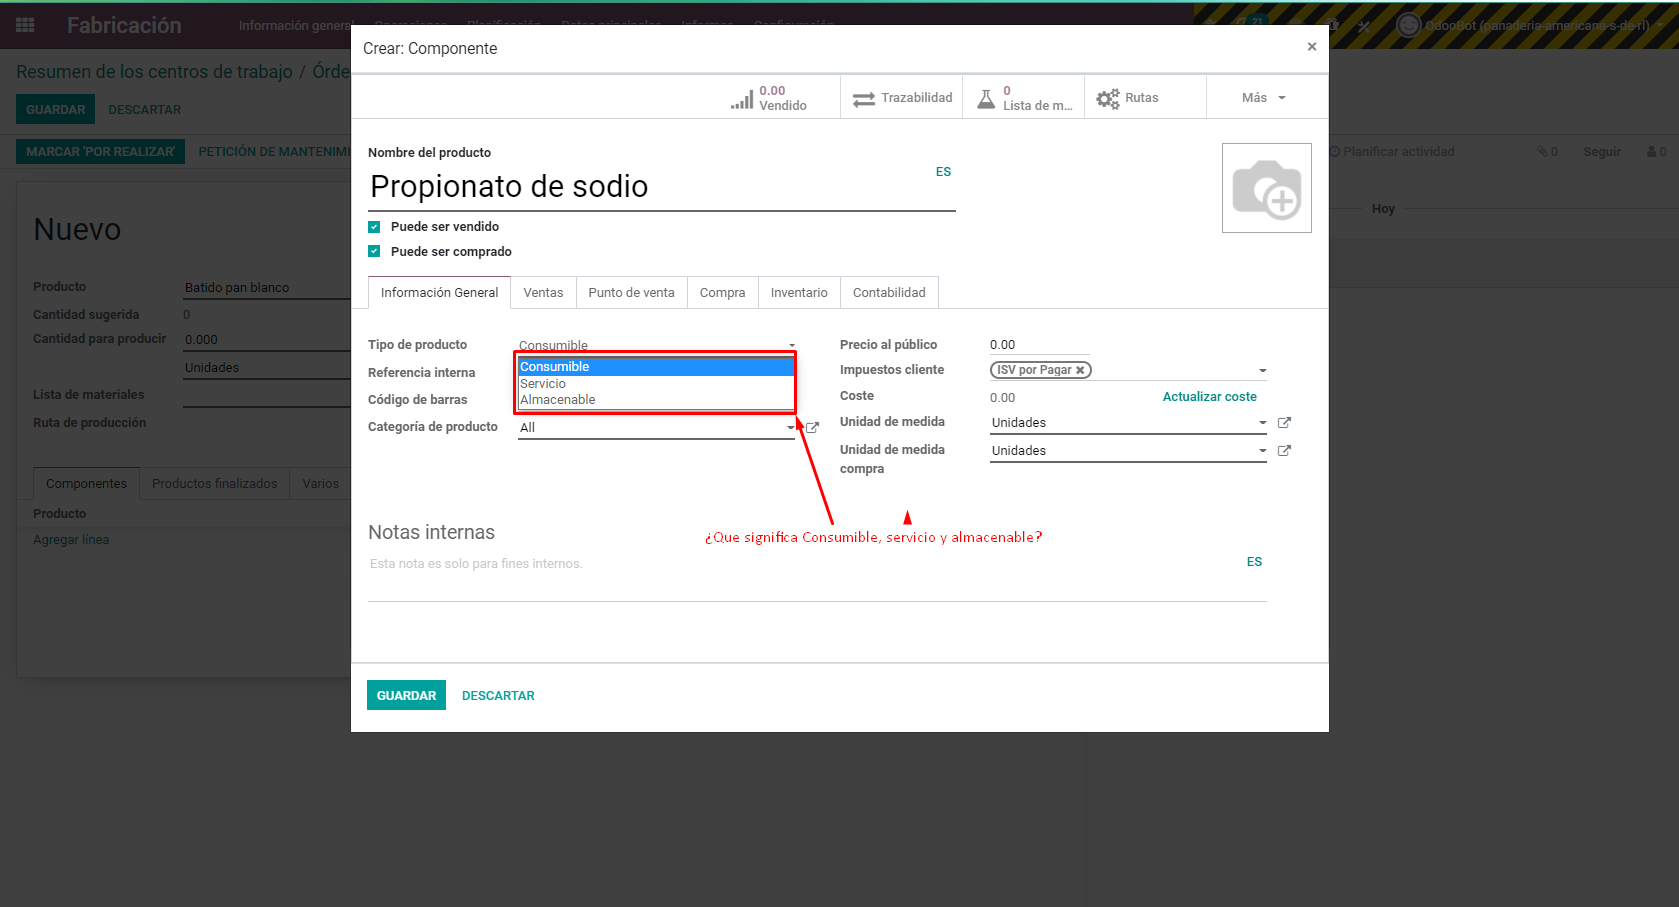 Fabricación
Información general Operaciones Planificación Datos principales Informes Configuración
21
OdooBot (panaderia-americana-s-de-rl)
Resumen de los centros de trabajo / Órde
GUARDAR DESCARTAR
MARCAR 'POR REALIZAR' PETICIÓN DE MANTENIMI
Planificar actividad 0 Seguir 0
Hoy
Nuevo
Producto Batido pan blanco
Cantidad sugerida 0
Cantidad para producir 0.000
Unidades
Lista de materiales
Ruta de producción
Componentes Productos finalizados Varios
Producto
Agregar línea
Crear: Componente ×
0.00
Vendido
Trazabilidad
0
Lista de m...
Rutas
Más
Nombre del producto
Propionato de sodio ES
Puede ser vendido
Puede ser comprado
Información General Ventas Punto de venta Compra Inventario Contabilidad
Tipo de producto Consumible
Consumible
Servicio
Almacenable
Referencia interna
Código de barras
Categoría de producto All
Precio al público 0.00
Impuestos cliente ISV por Pagar ×
Coste 0.00 Actualizar coste
Unidad de medida Unidades
Unidad de medida compra Unidades
¿Que significa Consumible, servicio y almacenable?
Notas internas
Esta nota es solo para fines internos. ES
GUARDAR DESCARTAR